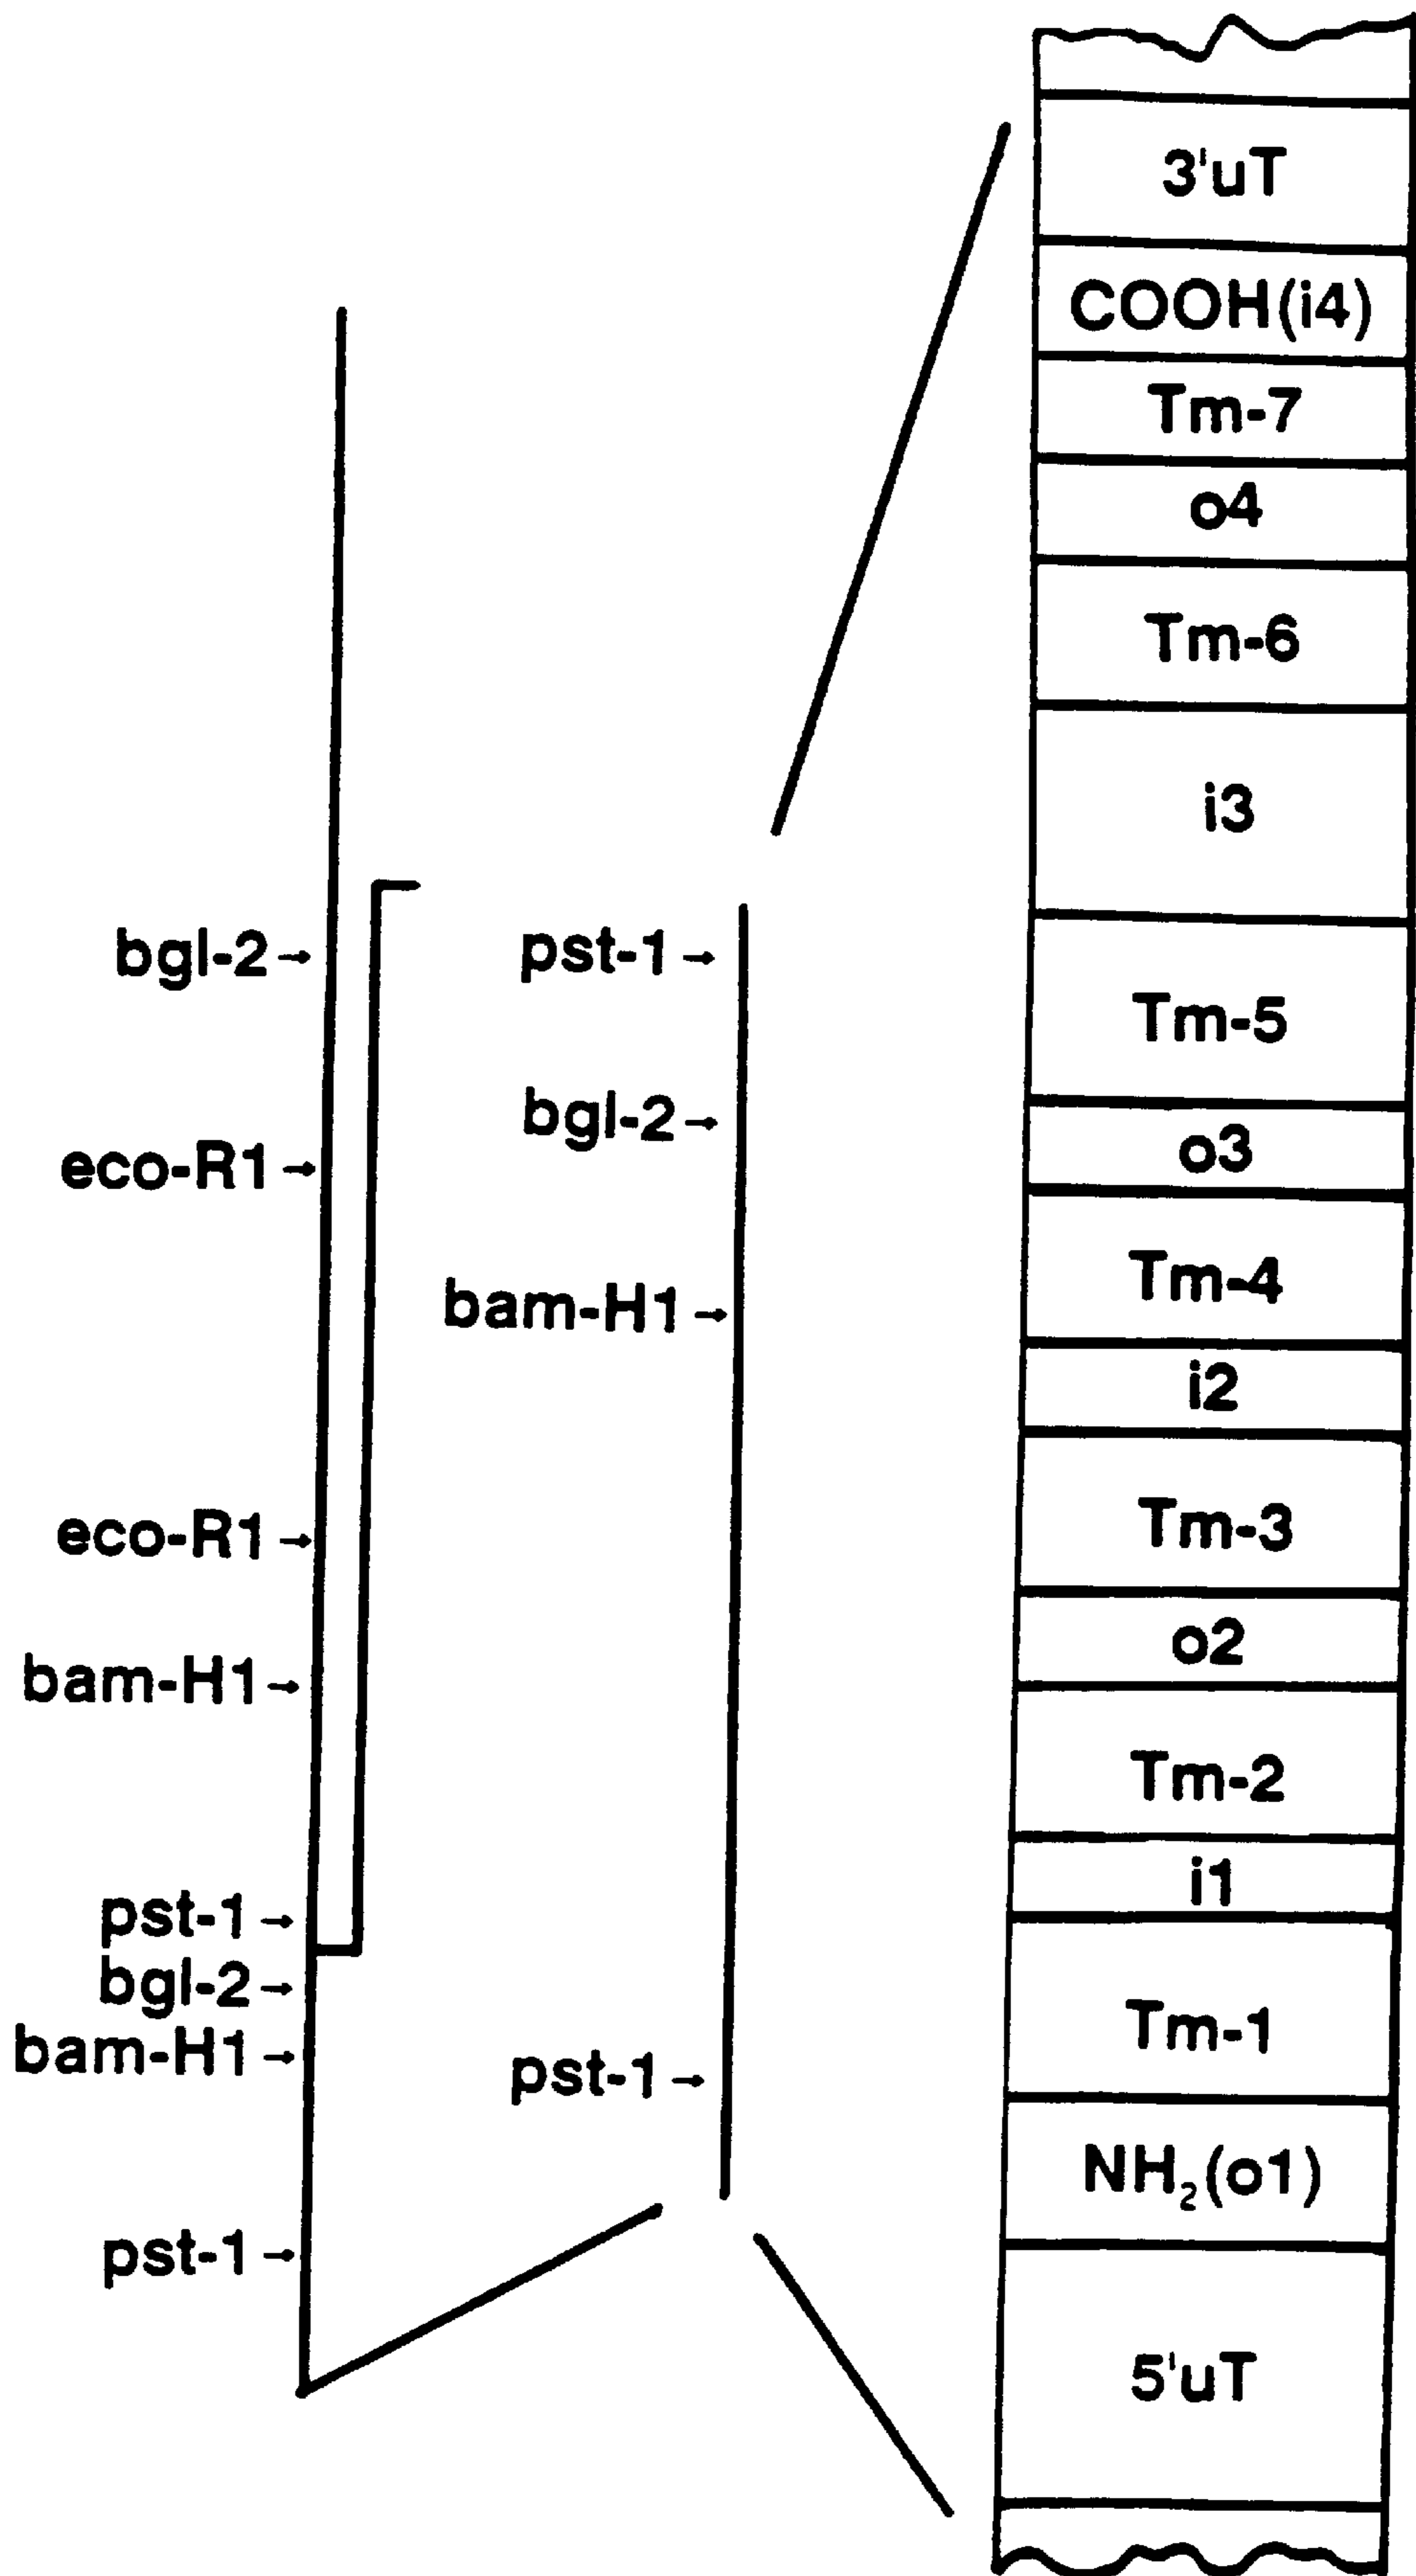 bgl-2
eco-R1
eco-R1
bam-H1
pst-1
bgl-2
bam-H1
pst-1
pst-1
bgl-2
bam-H1
pst-1
3'uT
COOH(i4)
Tm-7
o4
Tm-6
i3
Tm-5
o3
Tm-4
i2
Tm-3
o2
Tm-2
i1
Tm-1
NH₂(o1)
5'uT